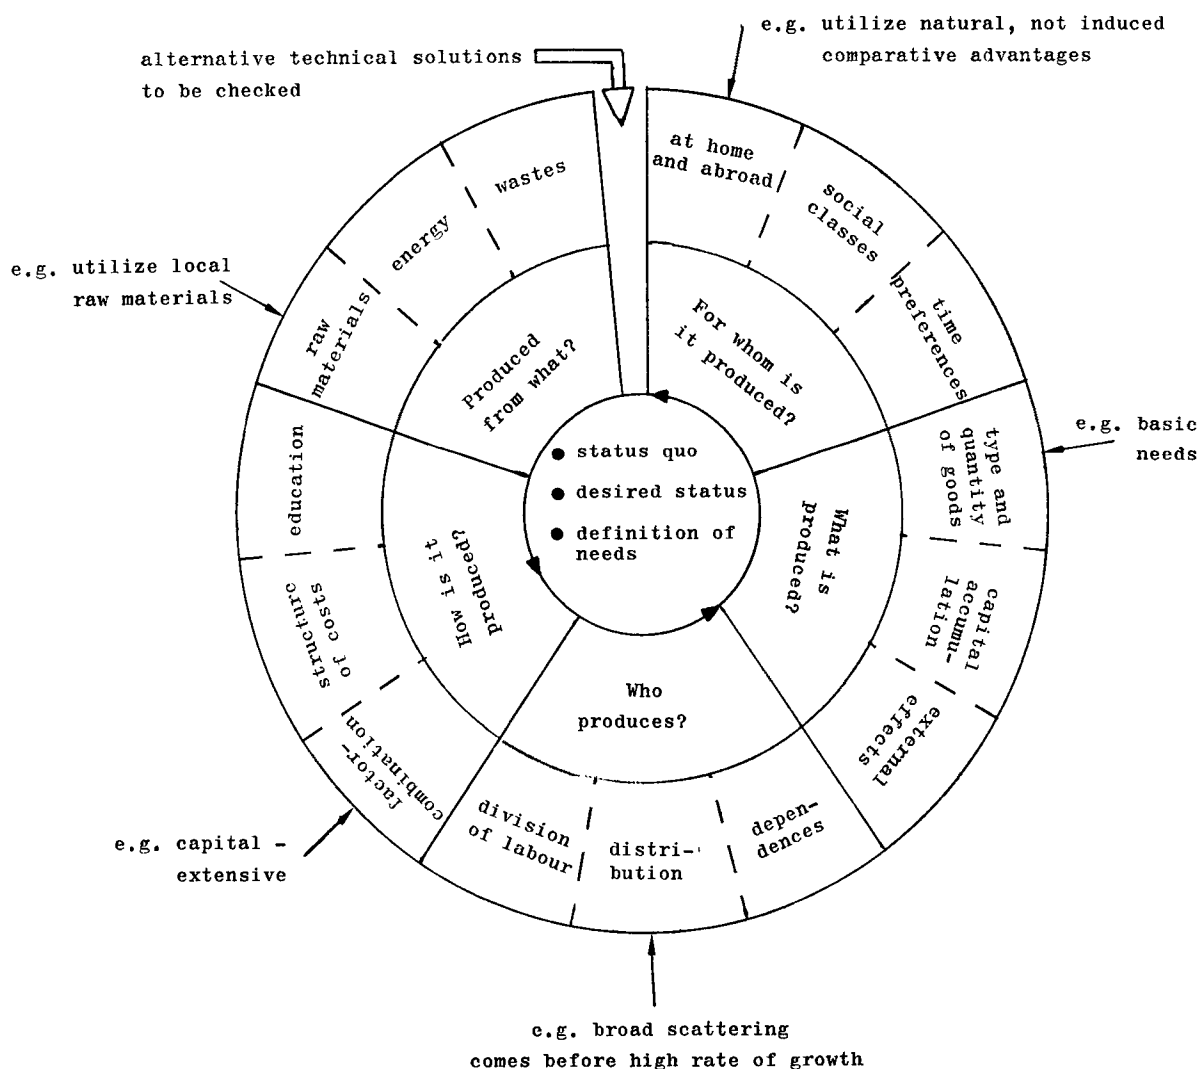 e.g. utilize natural, not induced
comparative advantages
alternative technical solutions
to be checked
at home
and abroad
social
classes
time
preferences
wastes
energy
raw
materials
e.g. utilize local
raw materials
For whom is
it produced?
Produced
from what?
e.g. basic
needs
type and
quantity
of goods
capital
accumu-
lation
external
effects
What is
produced?
● status quo
● desired status
● definition of
needs
education
structure
of costs
factor-
combination
How is it
produced?
Who
produces?
division
of labour
distri-
bution
depen-
dences
e.g. capital -
extensive
e.g. broad scattering
comes before high rate of growth